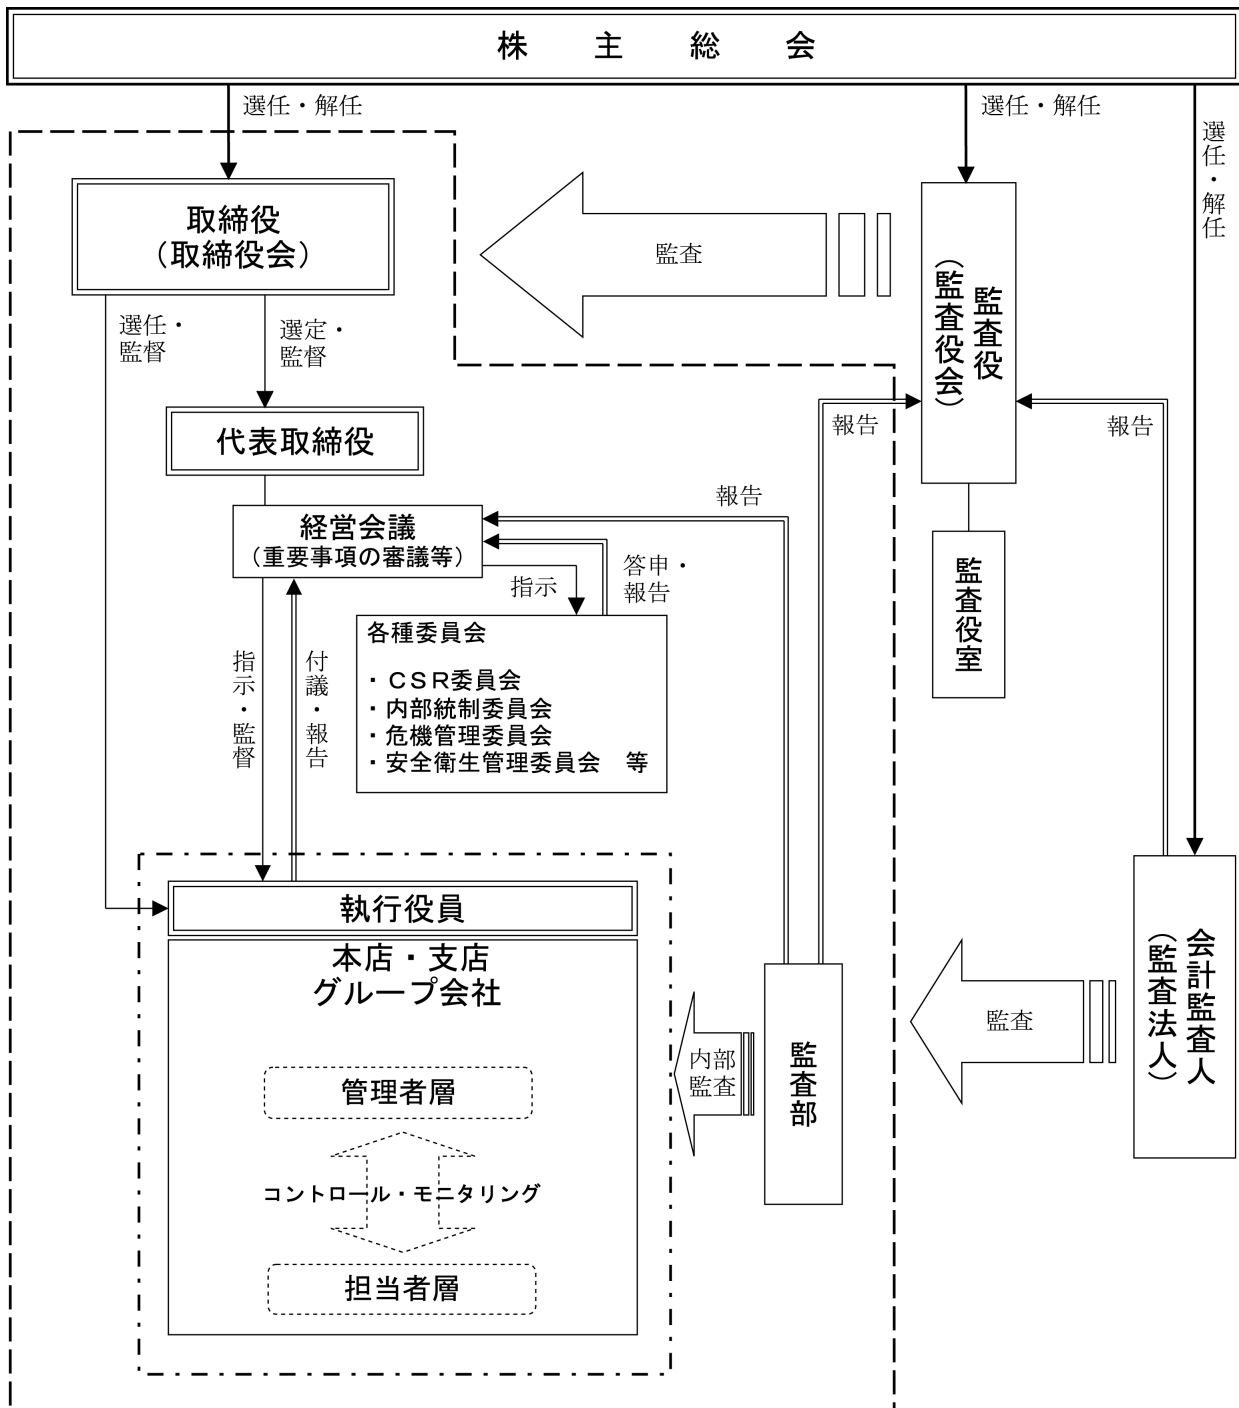 株 主 総 会
選任・解任
選任・解任
選任・解任
取締役
（取締役会）
監査
監査役
（監査役会）
選任・
監督
選定・
監督
代表取締役
報告
報告
報告
経営会議
（重要事項の審議等）
指示
答申・
報告
監査役室
各種委員会
・ＣＳＲ委員会
・内部統制委員会
・危機管理委員会
・安全衛生管理委員会　等
指示・監督
付議・報告
執行役員
本店・支店
グループ会社
管理者層
コントロール・モニタリング
担当者層
内部
監査
監査部
監査
会計監査人
（監査法人）